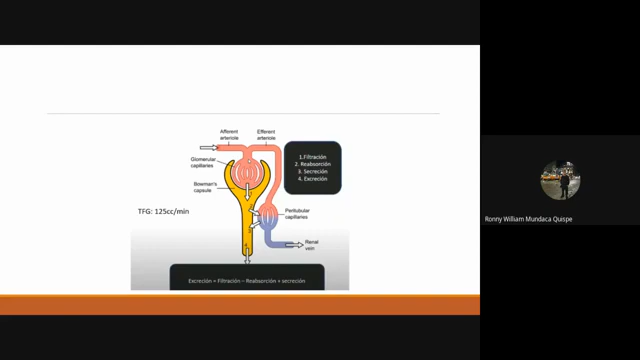 Afferent
arteriole
Efferent
arteriole
Glomerular
capillaries
Bowman's
capsule
1.Filtración
2. Reabsorción
3. Secreción
4. Excreción
TFG: 125cc/min
Peritubular
capillaries
Renal
vein
Excreción = Filtración – Reabsorción + secreción
Ronny William Mundaca Quispe